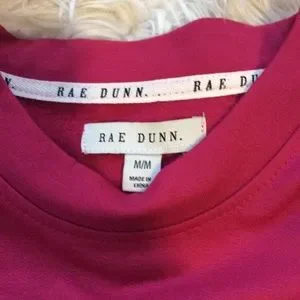 RAE DUNN. RAE DUNN.
RAE DUNN.
M/M
MADE IN
CHINA